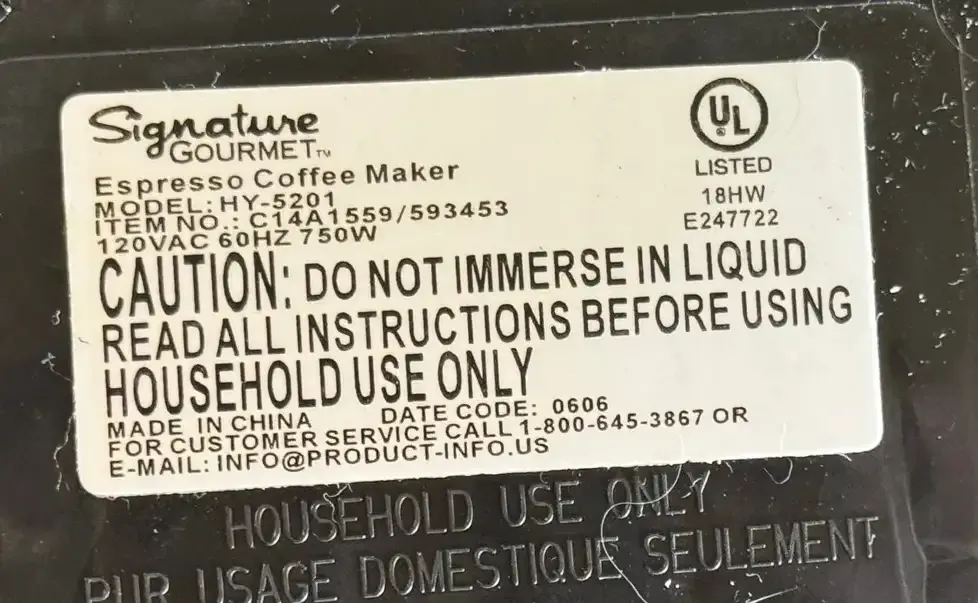 Signature
GOURMET™
Espresso Coffee Maker
MODEL: HY-5201
ITEM NO.: C14A1559/593453
120VAC 60HZ 750W
UL
LISTED
18HW
E247722
CAUTION: DO NOT IMMERSE IN LIQUID
READ ALL INSTRUCTIONS BEFORE USING
HOUSEHOLD USE ONLY
MADE IN CHINA DATE CODE: 0606
FOR CUSTOMER SERVICE CALL 1-800-645-3867 OR
E-MAIL: INFO@PRODUCT-INFO.US
HOUSEHOLD USE ONLY
PUR USAGE DOMESTIQUE SEULEMENT